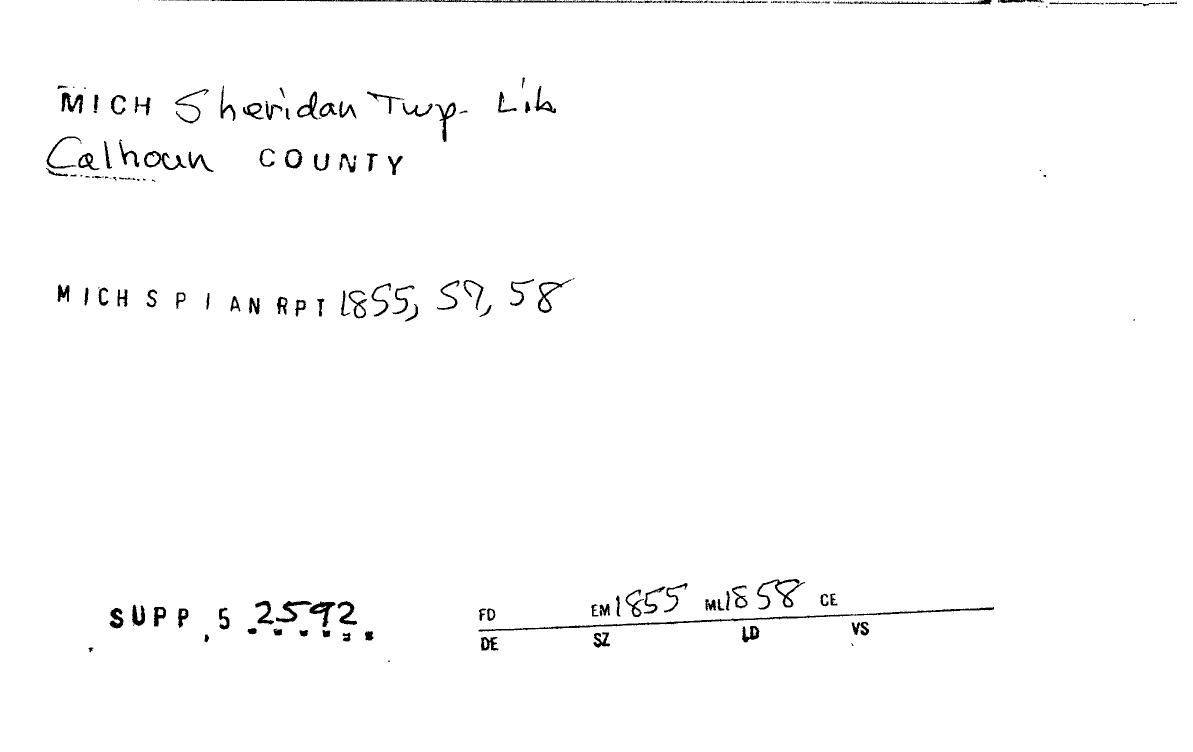 MICH Sheridan Twp. Lib
Calhoun COUNTY
MICH S P I AN RPT 1855, 57, 58
SUPP. 5 2592
FD EM 1855 ML 1858 CE
DE SZ LD VS